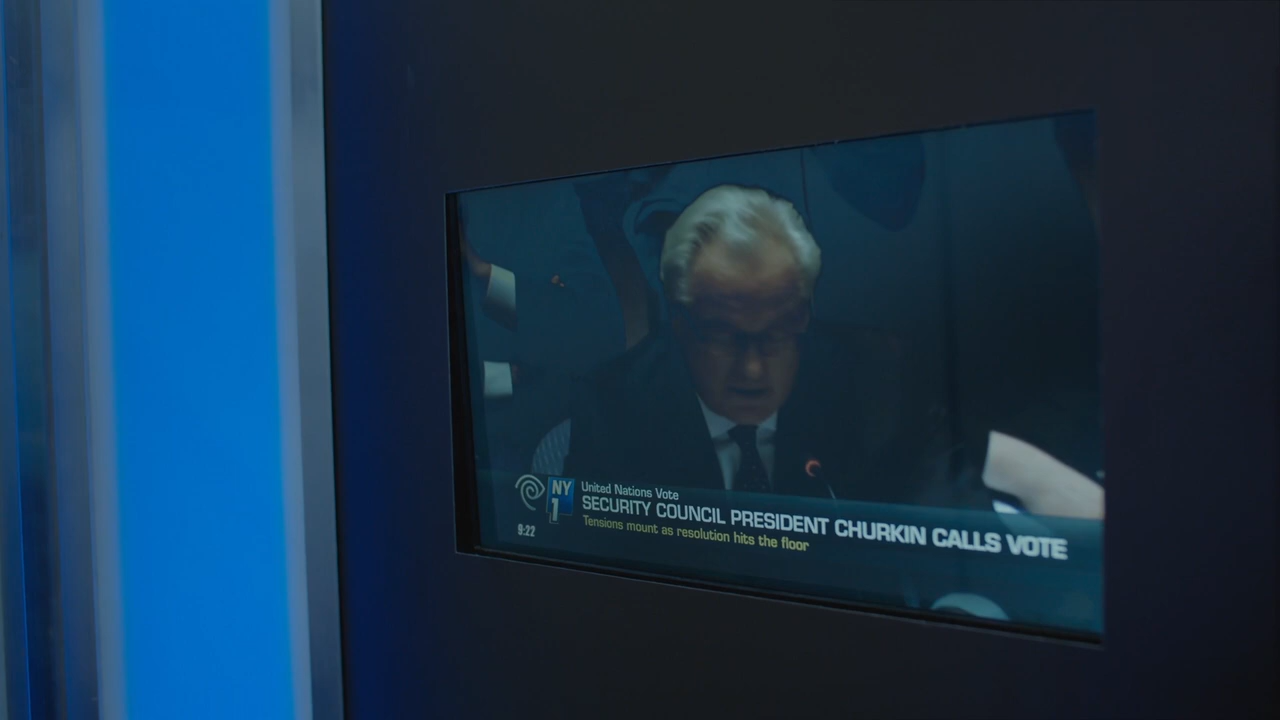 NY
1
United Nations Vote
SECURITY COUNCIL PRESIDENT CHURKIN CALLS VOTE
Tensions mount as resolution hits the floor
9:22